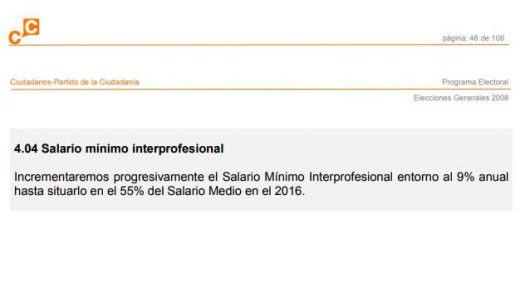 C C
página: 46 de 106
Ciudadanos-Partido de la Ciudadanía
Programa Electoral
Elecciones Generales 2008
4.04 Salario mínimo interprofesional
Incrementaremos progresivamente el Salario Mínimo Interprofesional entorno al 9% anual
hasta situarlo en el 55% del Salario Medio en el 2016.